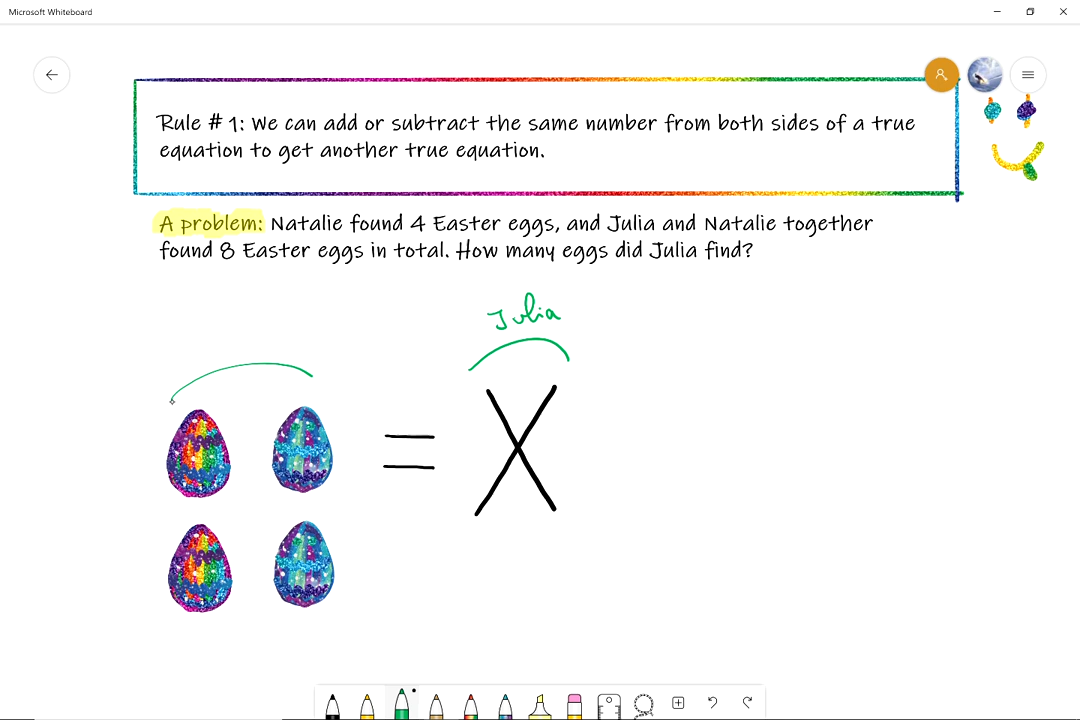 Microsoft Whiteboard
Rule # 1: We can add or subtract the same number from both sides of a true
equation to get another true equation.
A problem: Natalie found 4 Easter eggs, and Julia and Natalie together
found 8 Easter eggs in total. How many eggs did Julia find?
Julia
= X